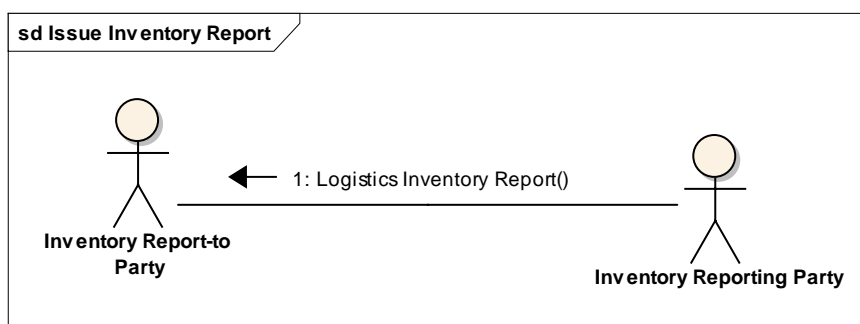 sd Issue Inventory Report
1: Logistics Inventory Report()
Inventory Report-to
Party
Inventory Reporting Party